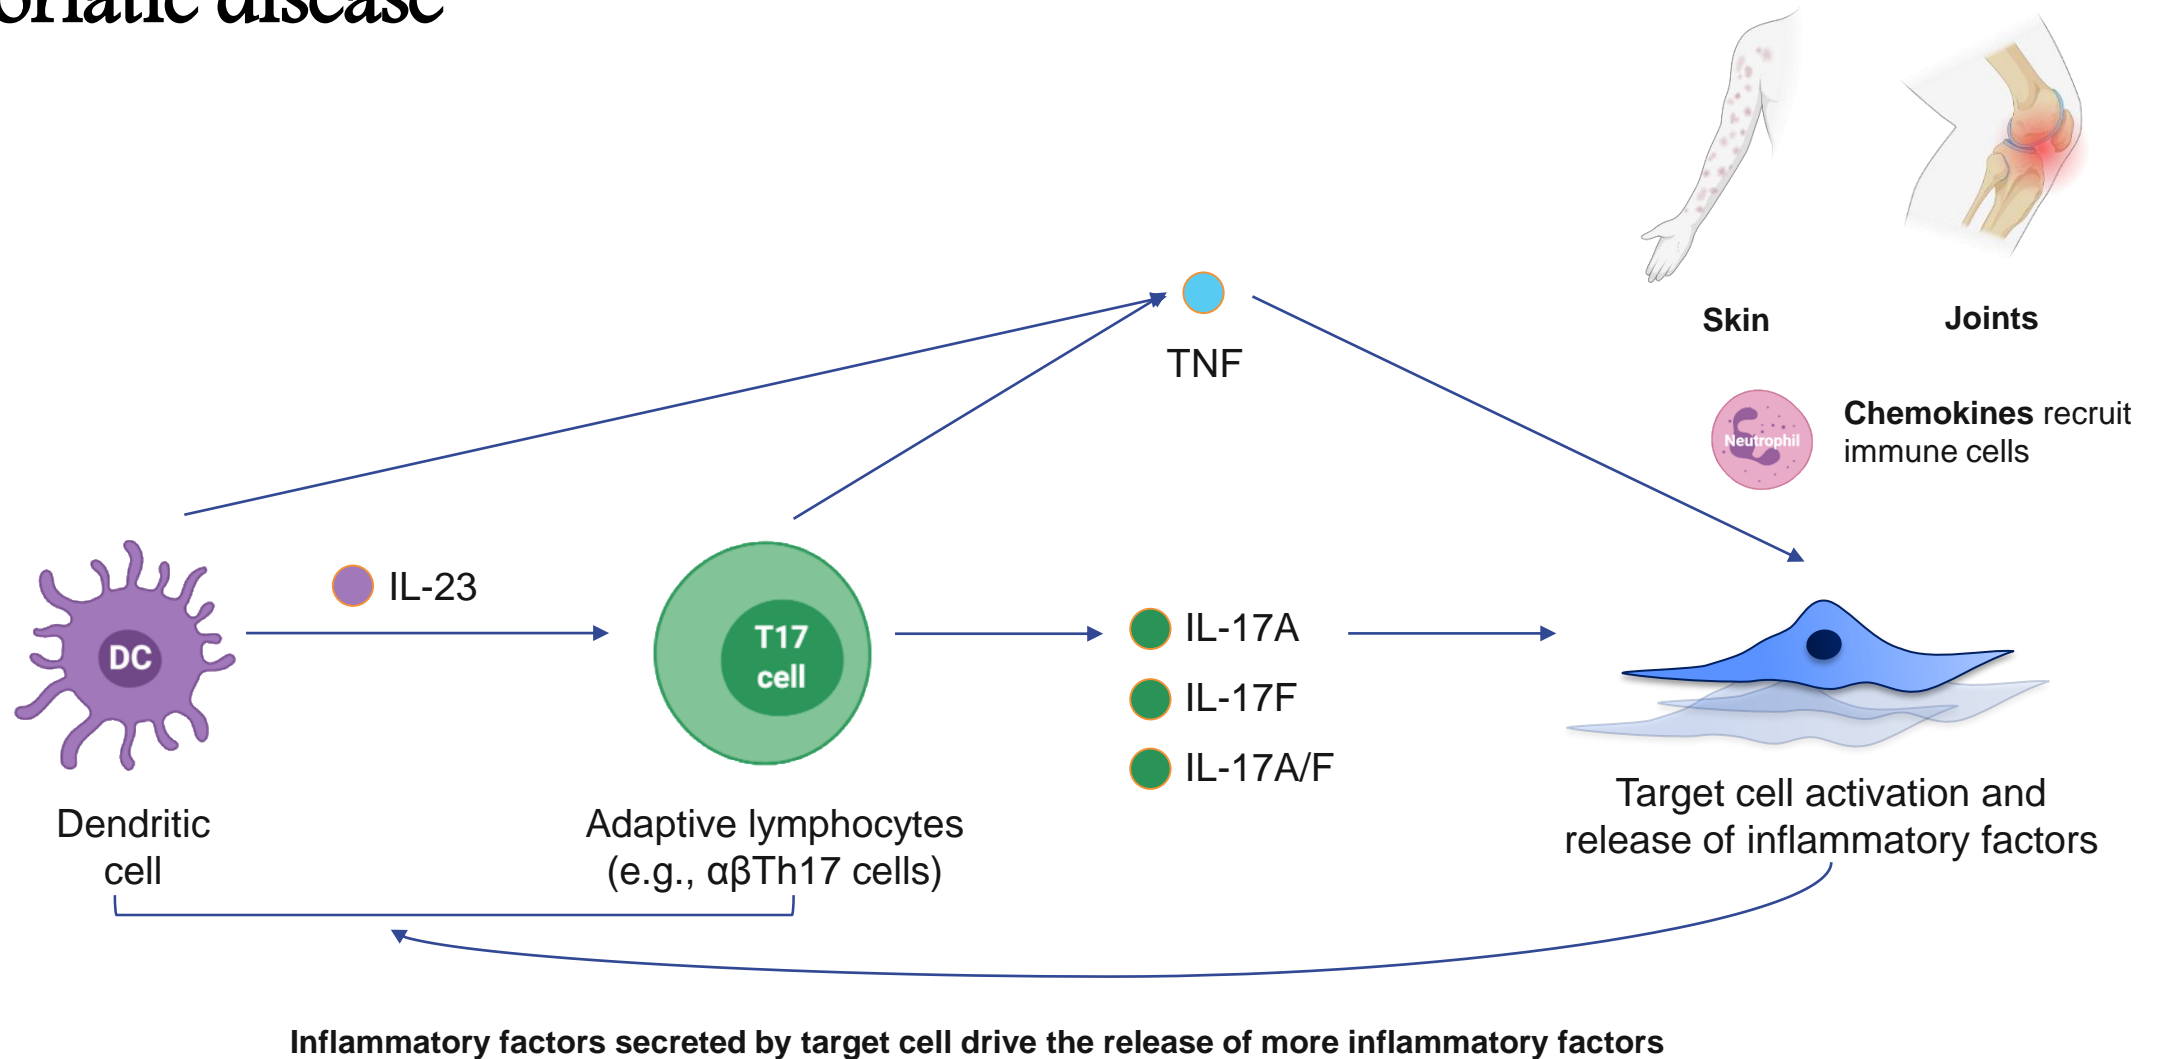 disease
Skin
Joints
TNF
Chemokines recruit
immune cells
Neutrophil
IL-23
DC
T17
cell
IL-17A
IL-17F
IL-17A/F
Dendritic
cell
Adaptive lymphocytes
(e.g., αβTh17 cells)
Target cell activation and
release of inflammatory factors
Inflammatory factors secreted by target cell drive the release of more inflammatory factors